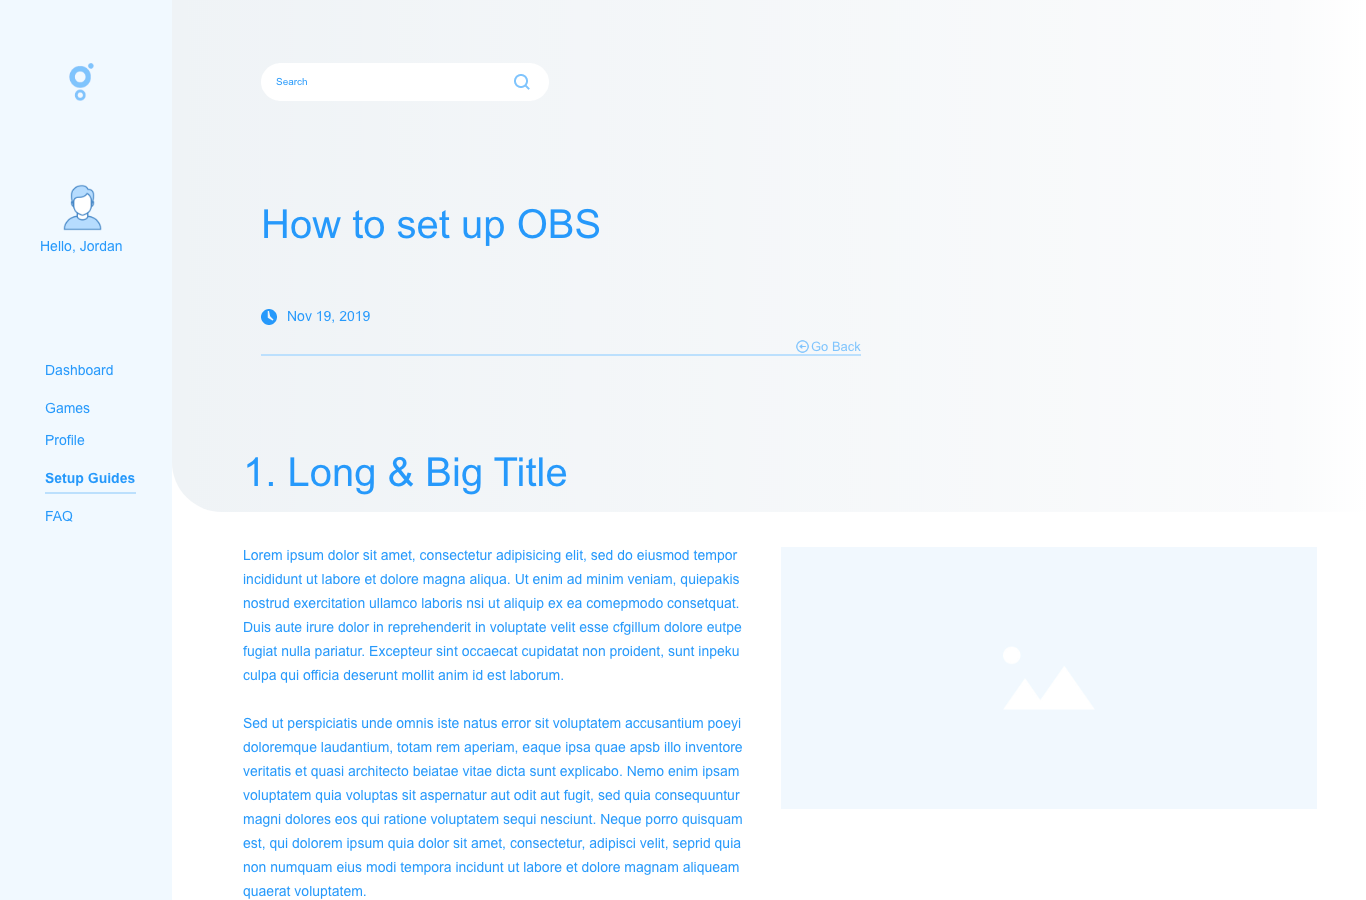 Search
Hello, Jordan
Dashboard
Games
Profile
Setup Guides
FAQ
How to set up OBS
Nov 19, 2019
Go Back
1. Long & Big Title
Lorem ipsum dolor sit amet, consectetur adipisicing elit, sed do eiusmod tempor
incididunt ut labore et dolore magna aliqua. Ut enim ad minim veniam, quiepakis
nostrud exercitation ullamco laboris nsi ut aliquip ex ea comepmodo consetquat.
Duis aute irure dolor in reprehenderit in voluptate velit esse cfgillum dolore eutpe
fugiat nulla pariatur. Excepteur sint occaecat cupidatat non proident, sunt inpeku
culpa qui officia deserunt mollit anim id est laborum.
Sed ut perspiciatis unde omnis iste natus error sit voluptatem accusantium poeyi
doloremque laudantium, totam rem aperiam, eaque ipsa quae apsb illo inventore
veritatis et quasi architecto beiatae vitae dicta sunt explicabo. Nemo enim ipsam
voluptatem quia voluptas sit aspernatur aut odit aut fugit, sed quia consequuntur
magni dolores eos qui ratione voluptatem sequi nesciunt. Neque porro quisquam
est, qui dolorem ipsum quia dolor sit amet, consectetur, adipisci velit, seprid quia
non numquam eius modi tempora incidunt ut labore et dolore magnam aliqueam
quaerat voluptatem.